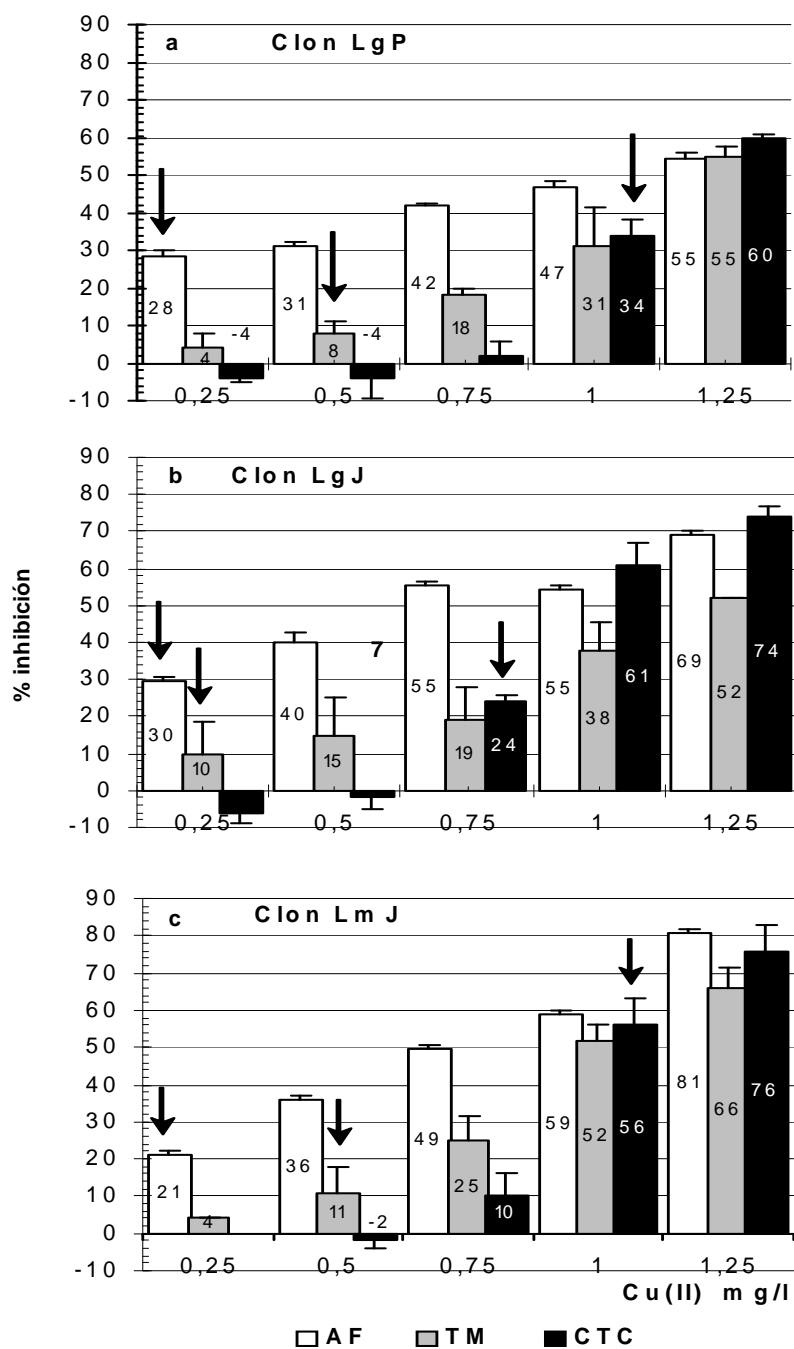 90
a Clon LgP
80
70
60
50
40
30
20
10
0
-10
28 4 -4 31 8 -4 42 18 47 31 34 55 55 60
0,25 0,5 0,75 1 1,25
90
b Clon LgJ
80
70
60
50
40
30
20
10
0
-10
% inhibición
30 10 40 15 7 55 19 24 55 38 61 69 52 74
0,25 0,5 0,75 1 1,25
90
c Clon LmJ
80
70
60
50
40
30
20
10
0
-10
21 4 36 11 -2 49 25 10 59 52 56 81 66 76
0,25 0,5 0,75 1 1,25
Cu(II) mg/l
AF TM CTC